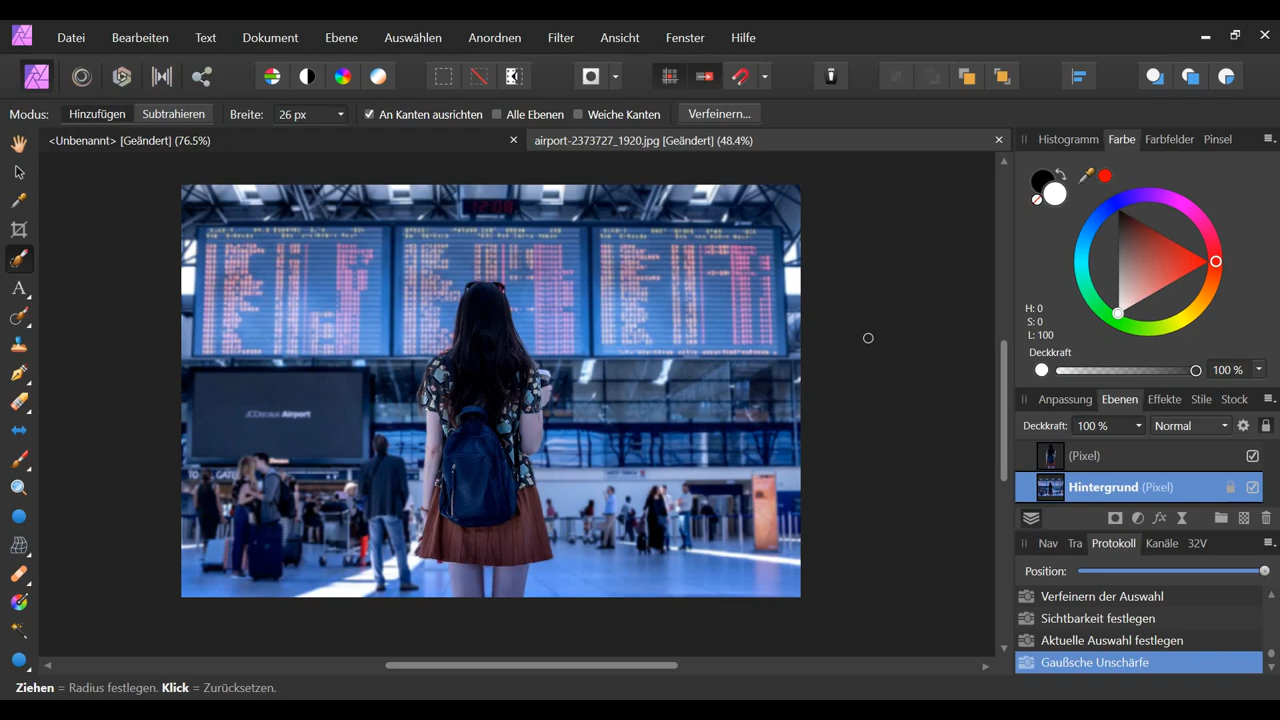 Datei Bearbeiten Text Dokument Ebene Auswählen Anordnen Filter Ansicht Fenster Hilfe
Modus: Hinzufügen Subtrahieren Breite: 26 px An Kanten ausrichten Alle Ebenen Weiche Kanten Verfeinern...
<Unbenannt> [Geändert] (76.5%)
airport-2373727_1920.jpg [Geändert] (48.4%)
Histogramm Farbe Farbfelder Pinsel
H: 0
S: 0
L: 100
Deckkraft
100 %
Anpassung Ebenen Effekte Stile Stock
Deckkraft: 100 % Normal
(Pixel)
Hintergrund (Pixel)
Nav Tra Protokoll Kanäle 32V
Position:
Verfeinern der Auswahl
Sichtbarkeit festlegen
Aktuelle Auswahl festlegen
Gaußsche Unschärfe
12:08
JCDecaux Airport
Ziehen = Radius festlegen. Klick = Zurücksetzen.